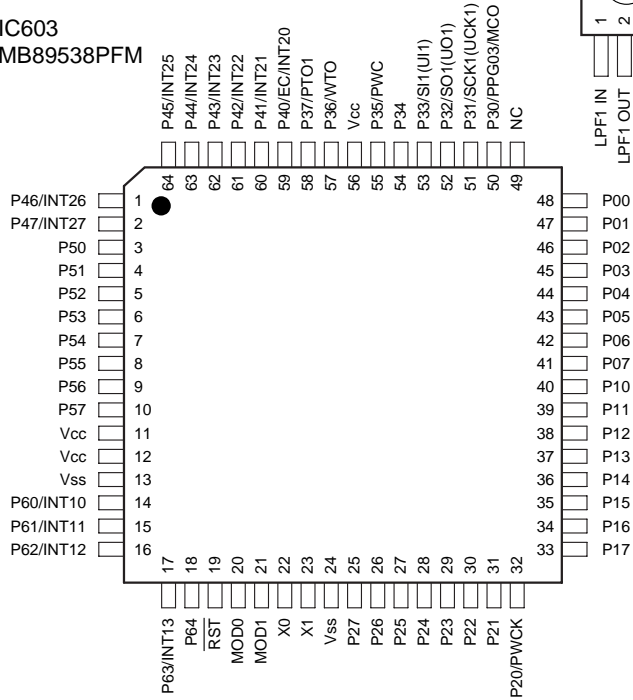 IC603
MB89538PFM
P45/INT25
P44/INT24
P43/INT23
P42/INT22
P41/INT21
P40/EC/INT20
P37/PTO1
P36/WTO
Vcc
P35/PWC
P34
P33/SI1(UI1)
P32/SO1(UO1)
P31/SCK1(UCK1)
P30/PPG03/MCO
NC
64
63
62
61
60
59
58
57
56
55
54
53
52
51
50
49
1
2
LPF1 IN
LPF1 OUT
P46/INT26 1
P47/INT27 2
P50 3
P51 4
P52 5
P53 6
P54 7
P55 8
P56 9
P57 10
Vcc 11
Vcc 12
Vss 13
P60/INT10 14
P61/INT11 15
P62/INT12 16
48 P00
47 P01
46 P02
45 P03
44 P04
43 P05
42 P06
41 P07
40 P10
39 P11
38 P12
37 P13
36 P14
35 P15
34 P16
33 P17
17
18
19
20
21
22
23
24
25
26
27
28
29
30
31
32
P63/INT13
P64
RST
MOD0
MOD1
X0
X1
Vss
P27
P26
P25
P24
P23
P22
P21
P20/PWCK